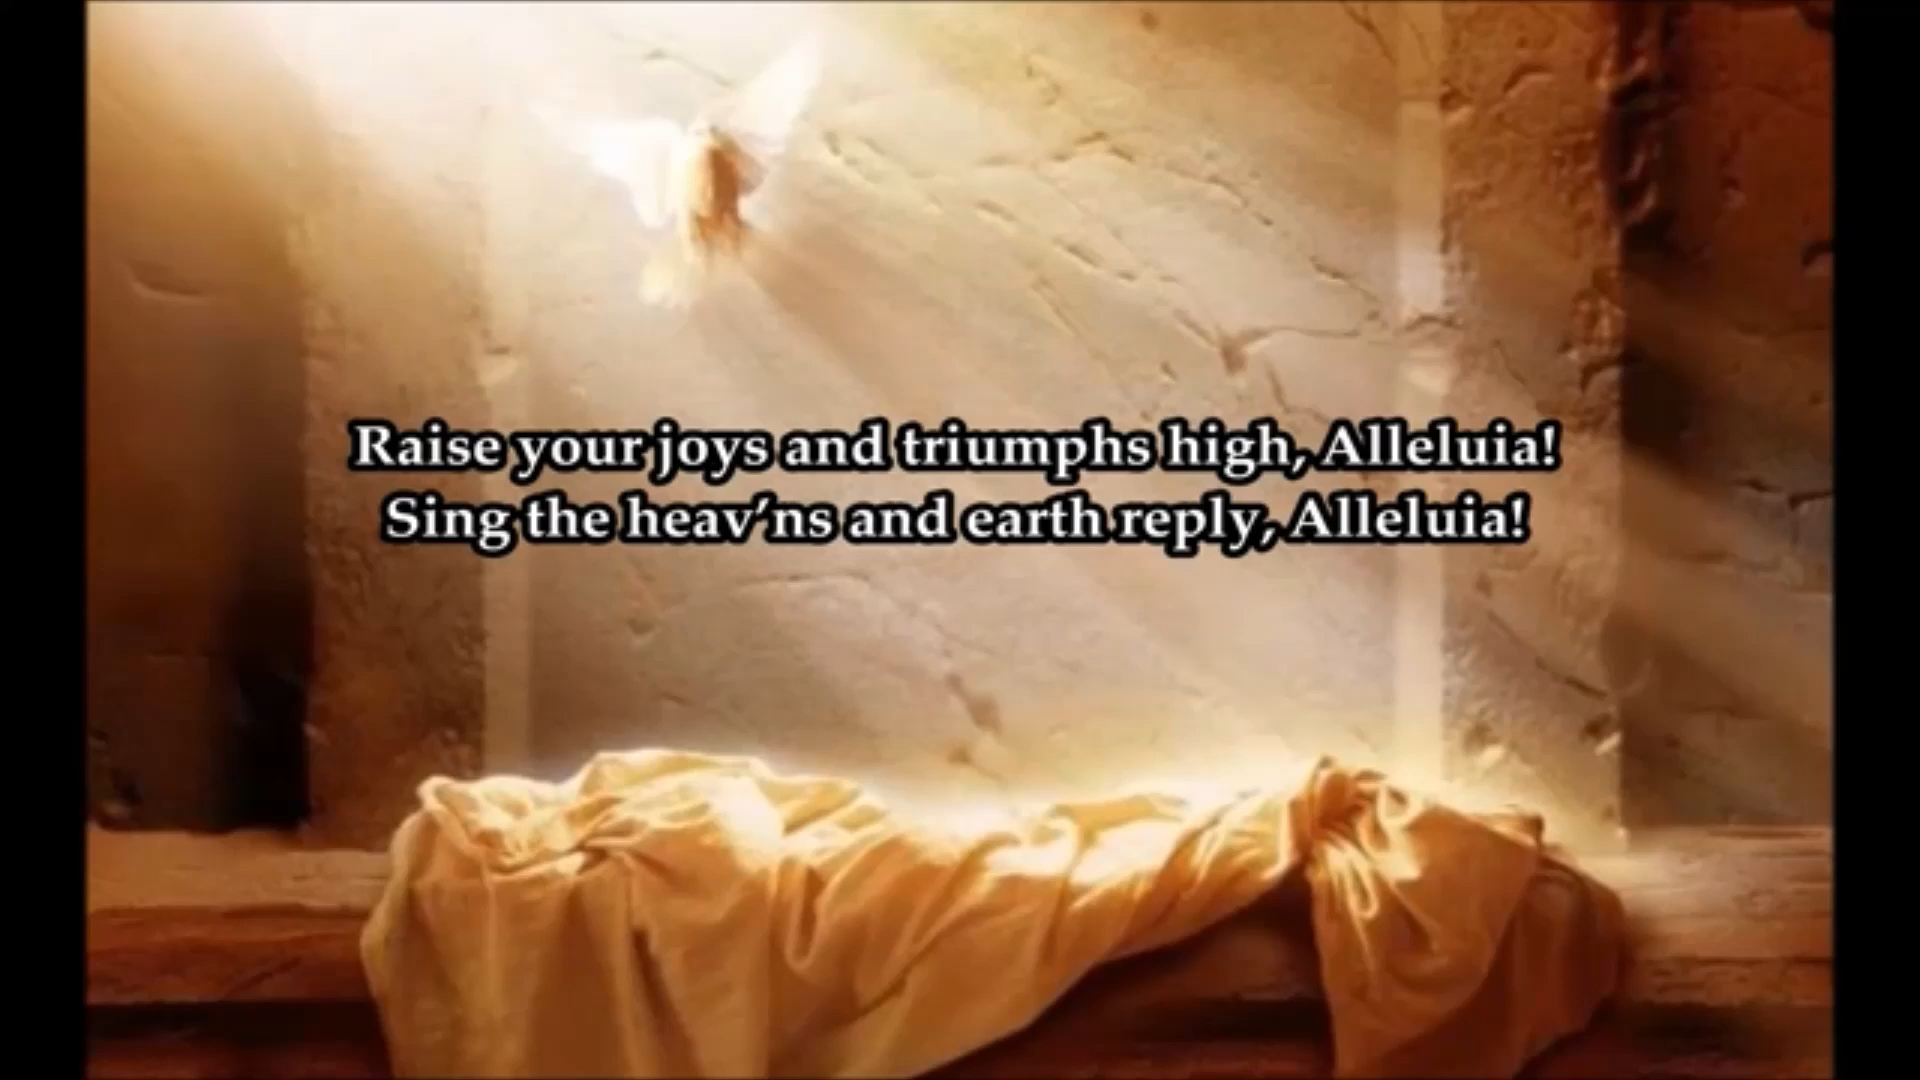 Raise your joys and triumphs high, Alleluia!
Sing the heav’ns and earth reply, Alleluia!